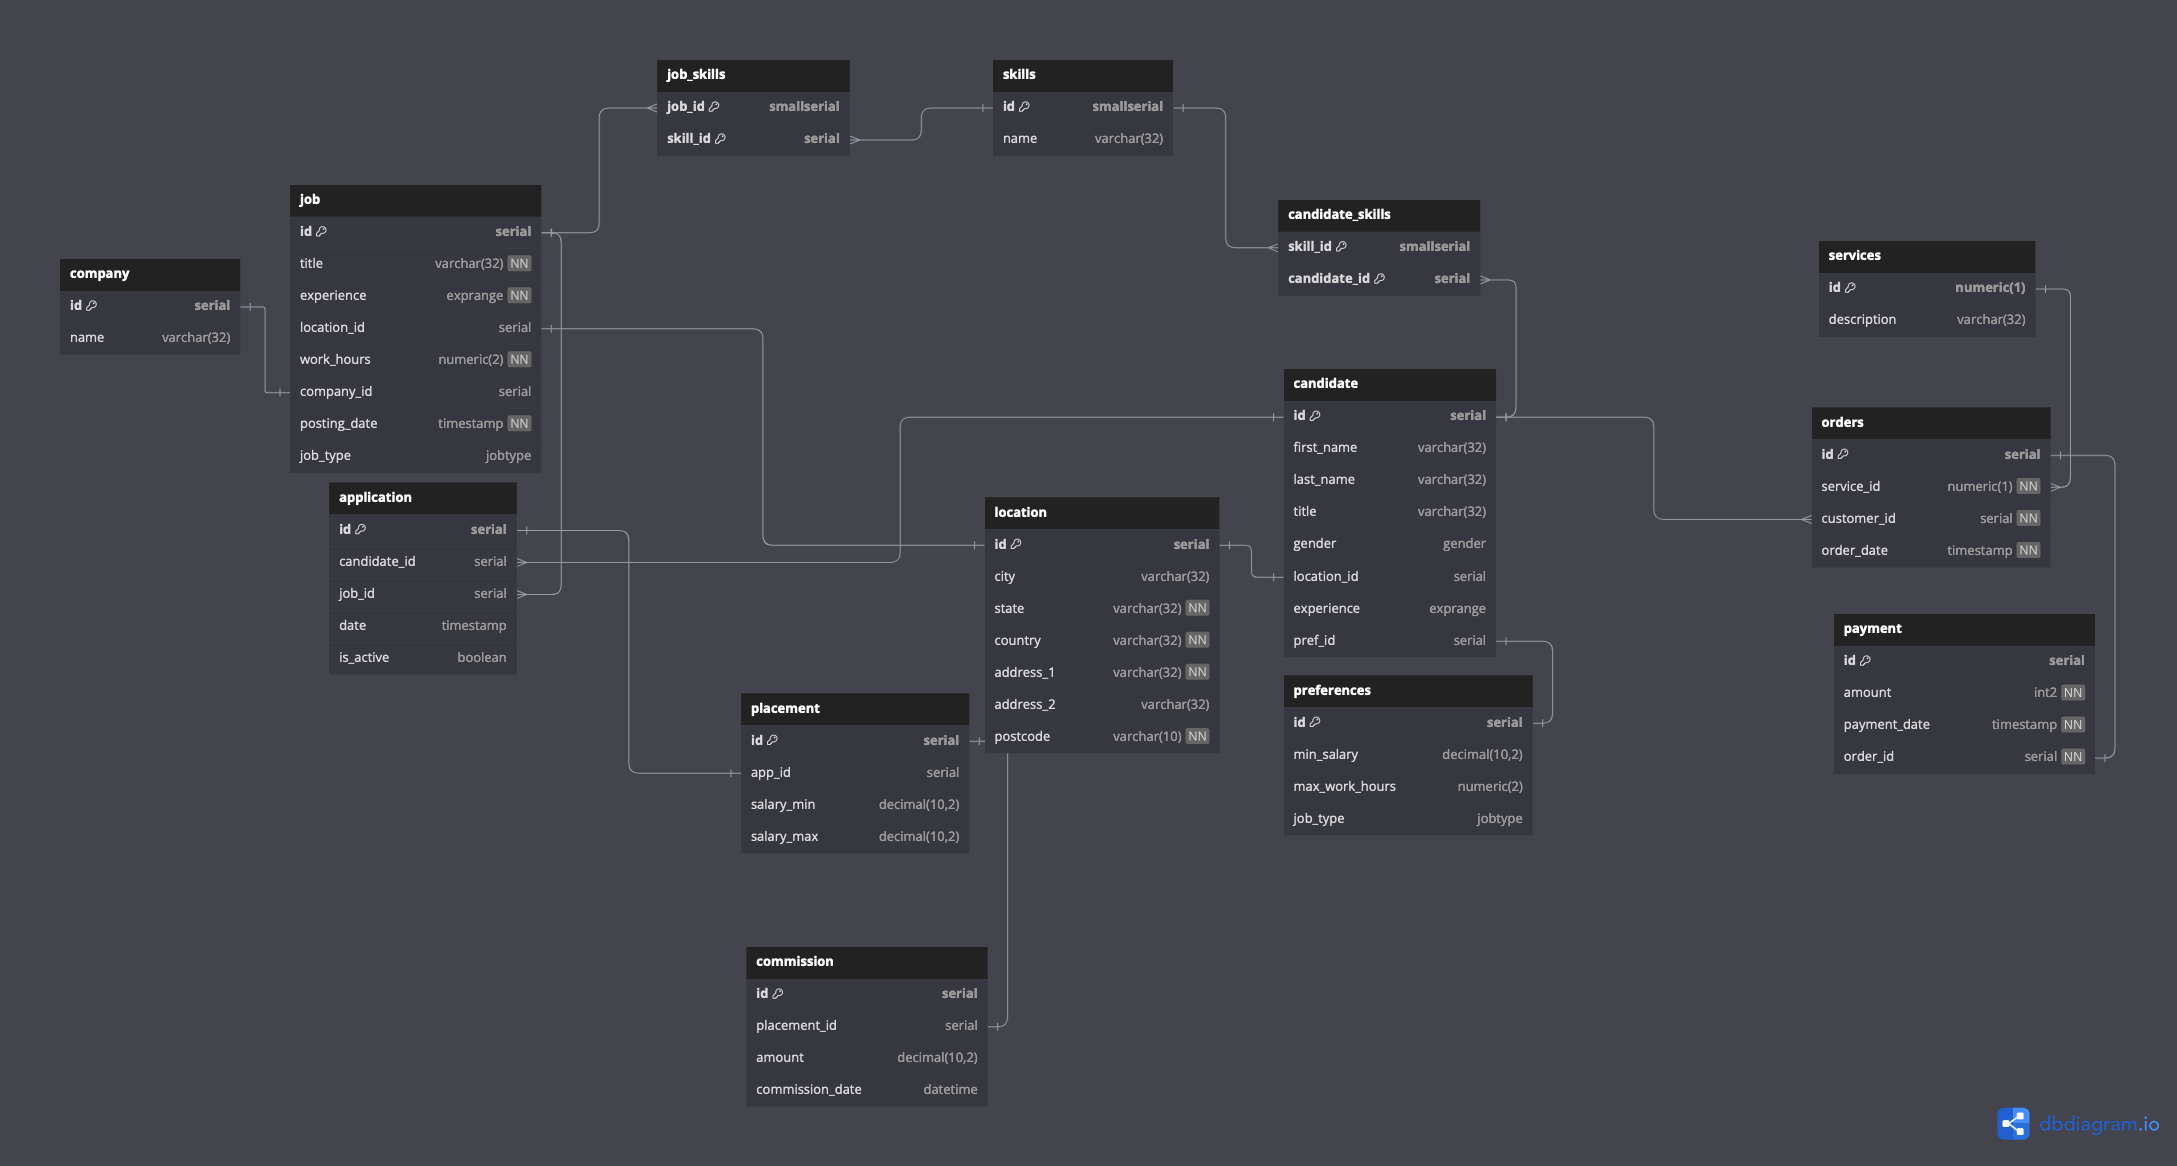 job_skills
job_id smallserial
skill_id serial
skills
id smallserial
name varchar(32)
job
id serial
title varchar(32) NN
experience exprange NN
location_id serial
work_hours numeric(2) NN
company_id serial
posting_date timestamp NN
job_type jobtype
candidate_skills
skill_id smallserial
candidate_id serial
services
id numeric(1)
description varchar(32)
company
id serial
name varchar(32)
candidate
id serial
first_name varchar(32)
last_name varchar(32)
title varchar(32)
gender gender
location_id serial
experience exprange
pref_id serial
orders
id serial
service_id numeric(1) NN
customer_id serial NN
order_date timestamp NN
application
id serial
candidate_id serial
job_id serial
date timestamp
is_active boolean
location
id serial
city varchar(32)
state varchar(32) NN
country varchar(32) NN
address_1 varchar(32) NN
address_2 varchar(32)
postcode varchar(10) NN
payment
id serial
amount int2 NN
payment_date timestamp NN
order_id serial NN
preferences
id serial
min_salary decimal(10,2)
max_work_hours numeric(2)
job_type jobtype
placement
id serial
app_id serial
salary_min decimal(10,2)
salary_max decimal(10,2)
commission
id serial
placement_id serial
amount decimal(10,2)
commission_date datetime
dbdiagram.io